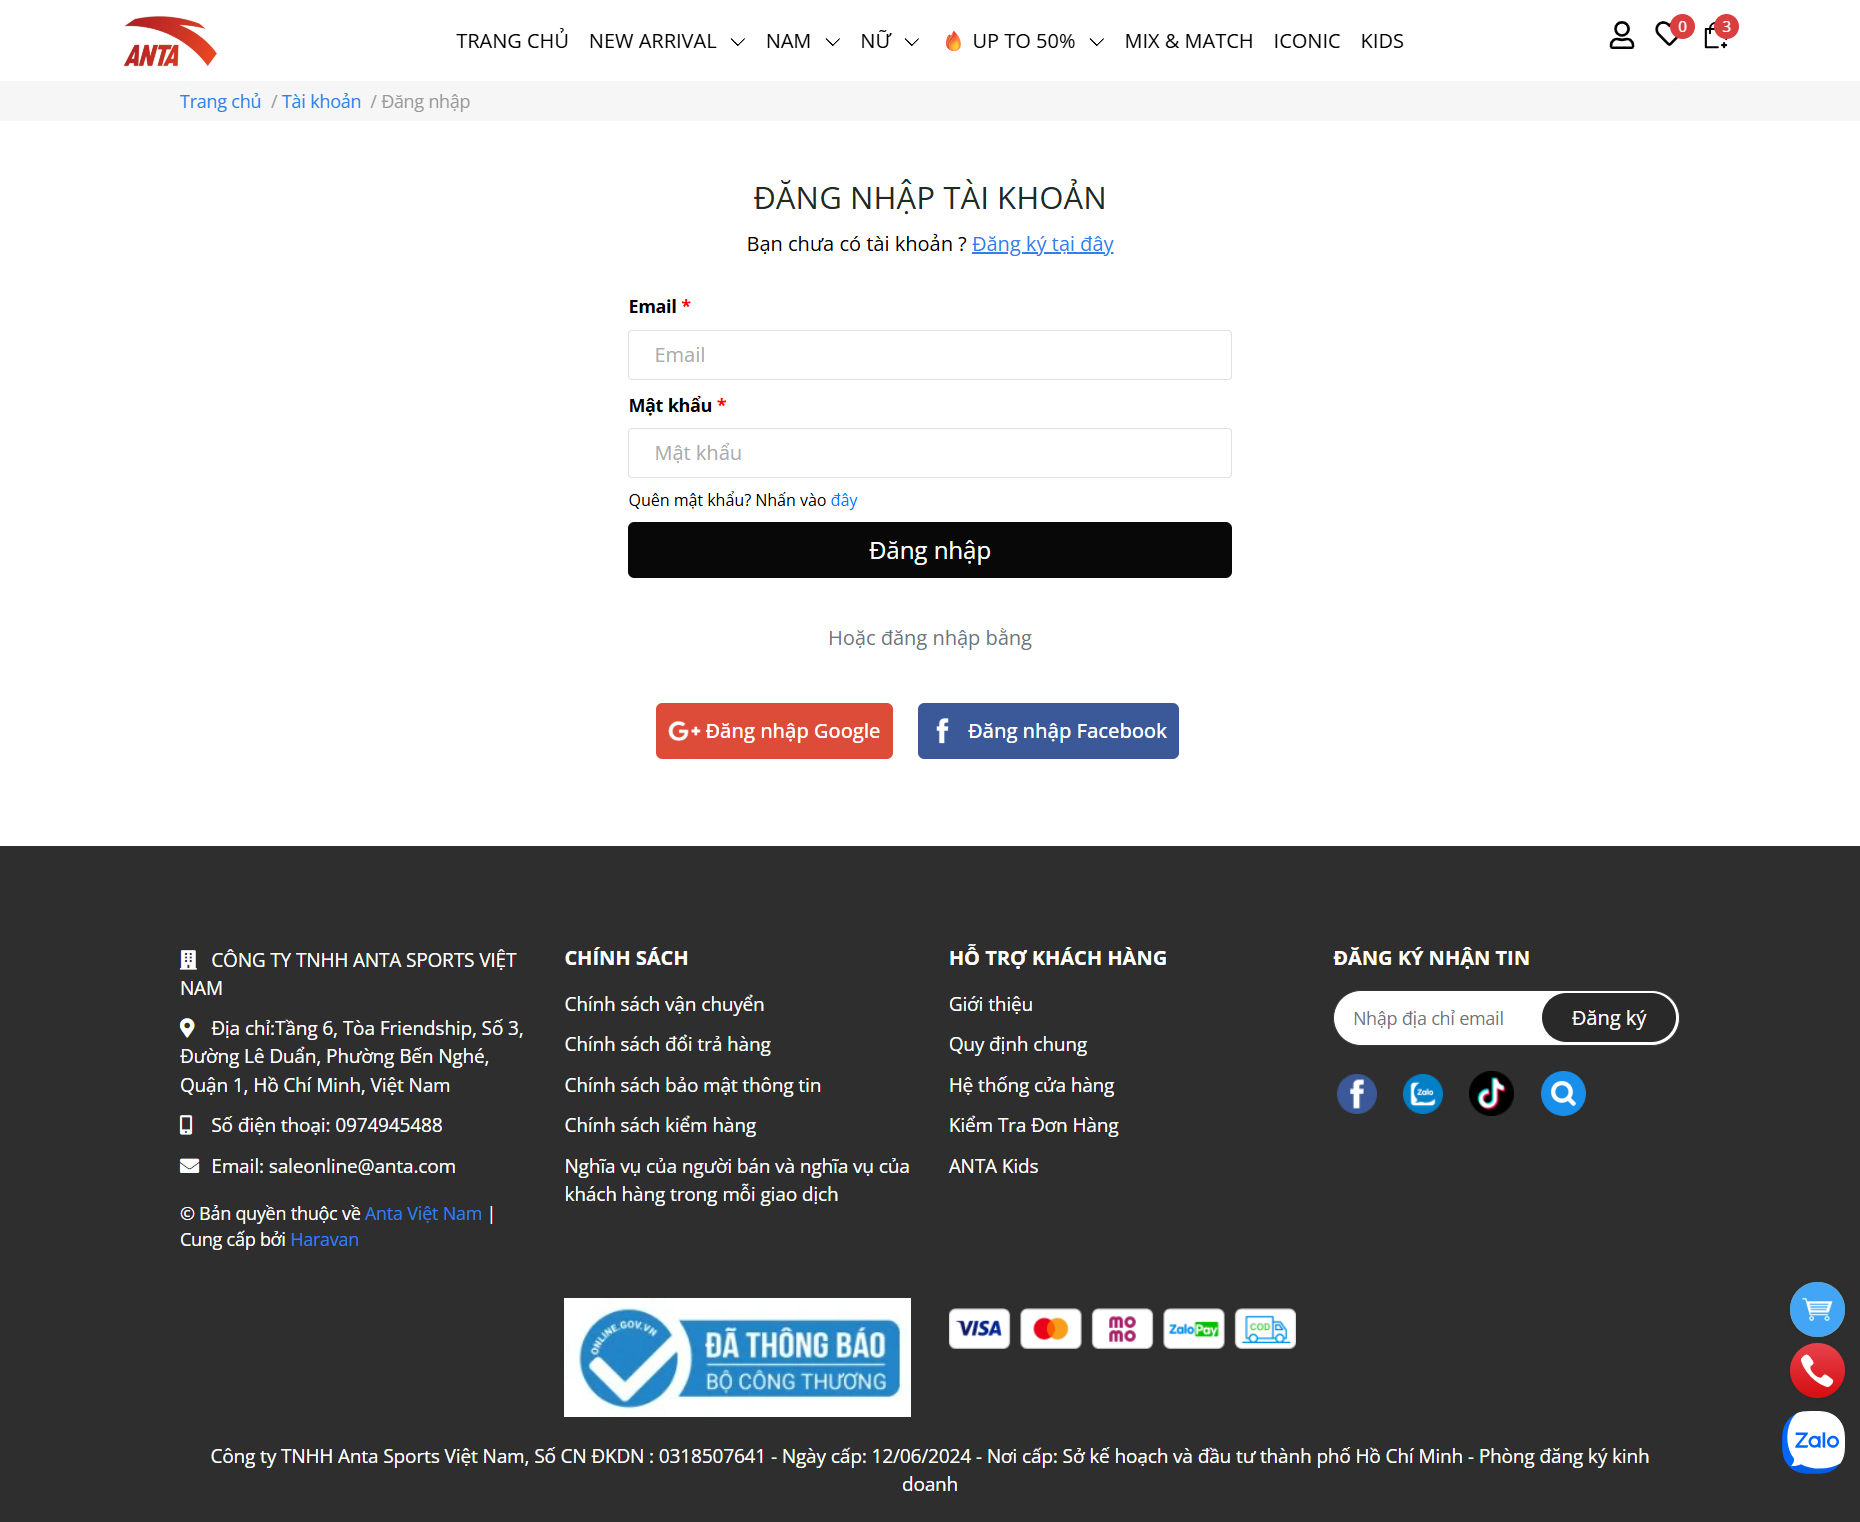 ANTA
TRANG CHỦ NEW ARRIVAL NAM NỮ UP TO 50% MIX & MATCH ICONIC KIDS
0 3
Trang chủ / Tài khoản / Đăng nhập
ĐĂNG NHẬP TÀI KHOẢN
Bạn chưa có tài khoản ? Đăng ký tại đây
Email *
Email
Mật khẩu *
Mật khẩu
Quên mật khẩu? Nhấn vào đây
Đăng nhập
Hoặc đăng nhập bằng
G+ Đăng nhập Google
f Đăng nhập Facebook
CÔNG TY TNHH ANTA SPORTS VIỆT
NAM
Địa chỉ:Tầng 6, Tòa Friendship, Số 3,
Đường Lê Duẩn, Phường Bến Nghé,
Quận 1, Hồ Chí Minh, Việt Nam
Số điện thoại: 0974945488
Email: saleonline@anta.com
© Bản quyền thuộc về Anta Việt Nam |
Cung cấp bởi Haravan
CHÍNH SÁCH
Chính sách vận chuyển
Chính sách đổi trả hàng
Chính sách bảo mật thông tin
Chính sách kiểm hàng
Nghĩa vụ của người bán và nghĩa vụ của
khách hàng trong mỗi giao dịch
HỖ TRỢ KHÁCH HÀNG
Giới thiệu
Quy định chung
Hệ thống cửa hàng
Kiểm Tra Đơn Hàng
ANTA Kids
ĐĂNG KÝ NHẬN TIN
Nhập địa chỉ email Đăng ký
f Zalo
ONLINE.GOV.VN
ĐÃ THÔNG BÁO
BỘ CÔNG THƯƠNG
VISA
mo
mo
ZaloPay
COD
Zalo
Công ty TNHH Anta Sports Việt Nam, Số CN ĐKDN : 0318507641 - Ngày cấp: 12/06/2024 - Nơi cấp: Sở kế hoạch và đầu tư thành phố Hồ Chí Minh - Phòng đăng ký kinh
doanh